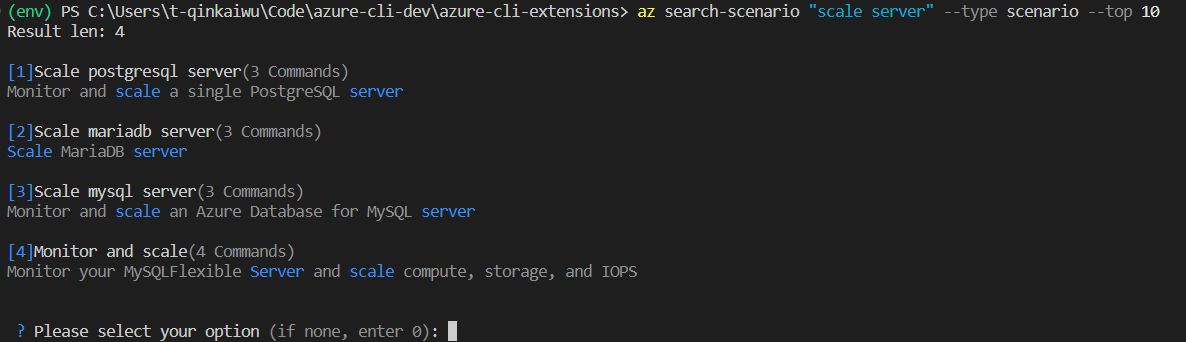 (env) PS C:\Users\t-qinkaiwu\Code\azure-cli-dev\azure-cli-extensions> az search-scenario "scale server" --type scenario --top 10
Result len: 4
[1]Scale postgresql server(3 Commands)
Monitor and scale a single PostgreSQL server
[2]Scale mariadb server(3 Commands)
Scale MariaDB server
[3]Scale mysql server(3 Commands)
Monitor and scale an Azure Database for MySQL server
[4]Monitor and scale(4 Commands)
Monitor your MySQLFlexible Server and scale compute, storage, and IOPS
? Please select your option (if none, enter 0):